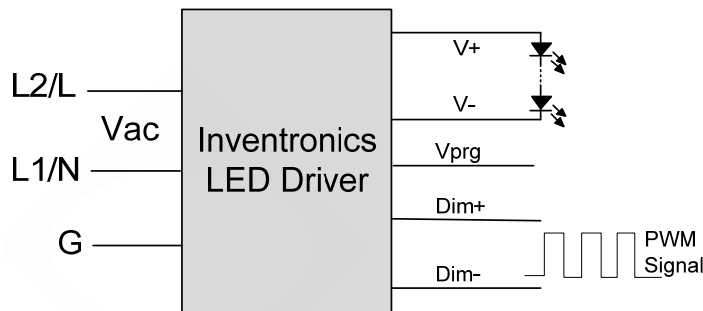 L2/L
Vac
L1/N
G
Inventronics
LED Driver
V+
V-
Vprg
Dim+
Dim-
PWM
Signal